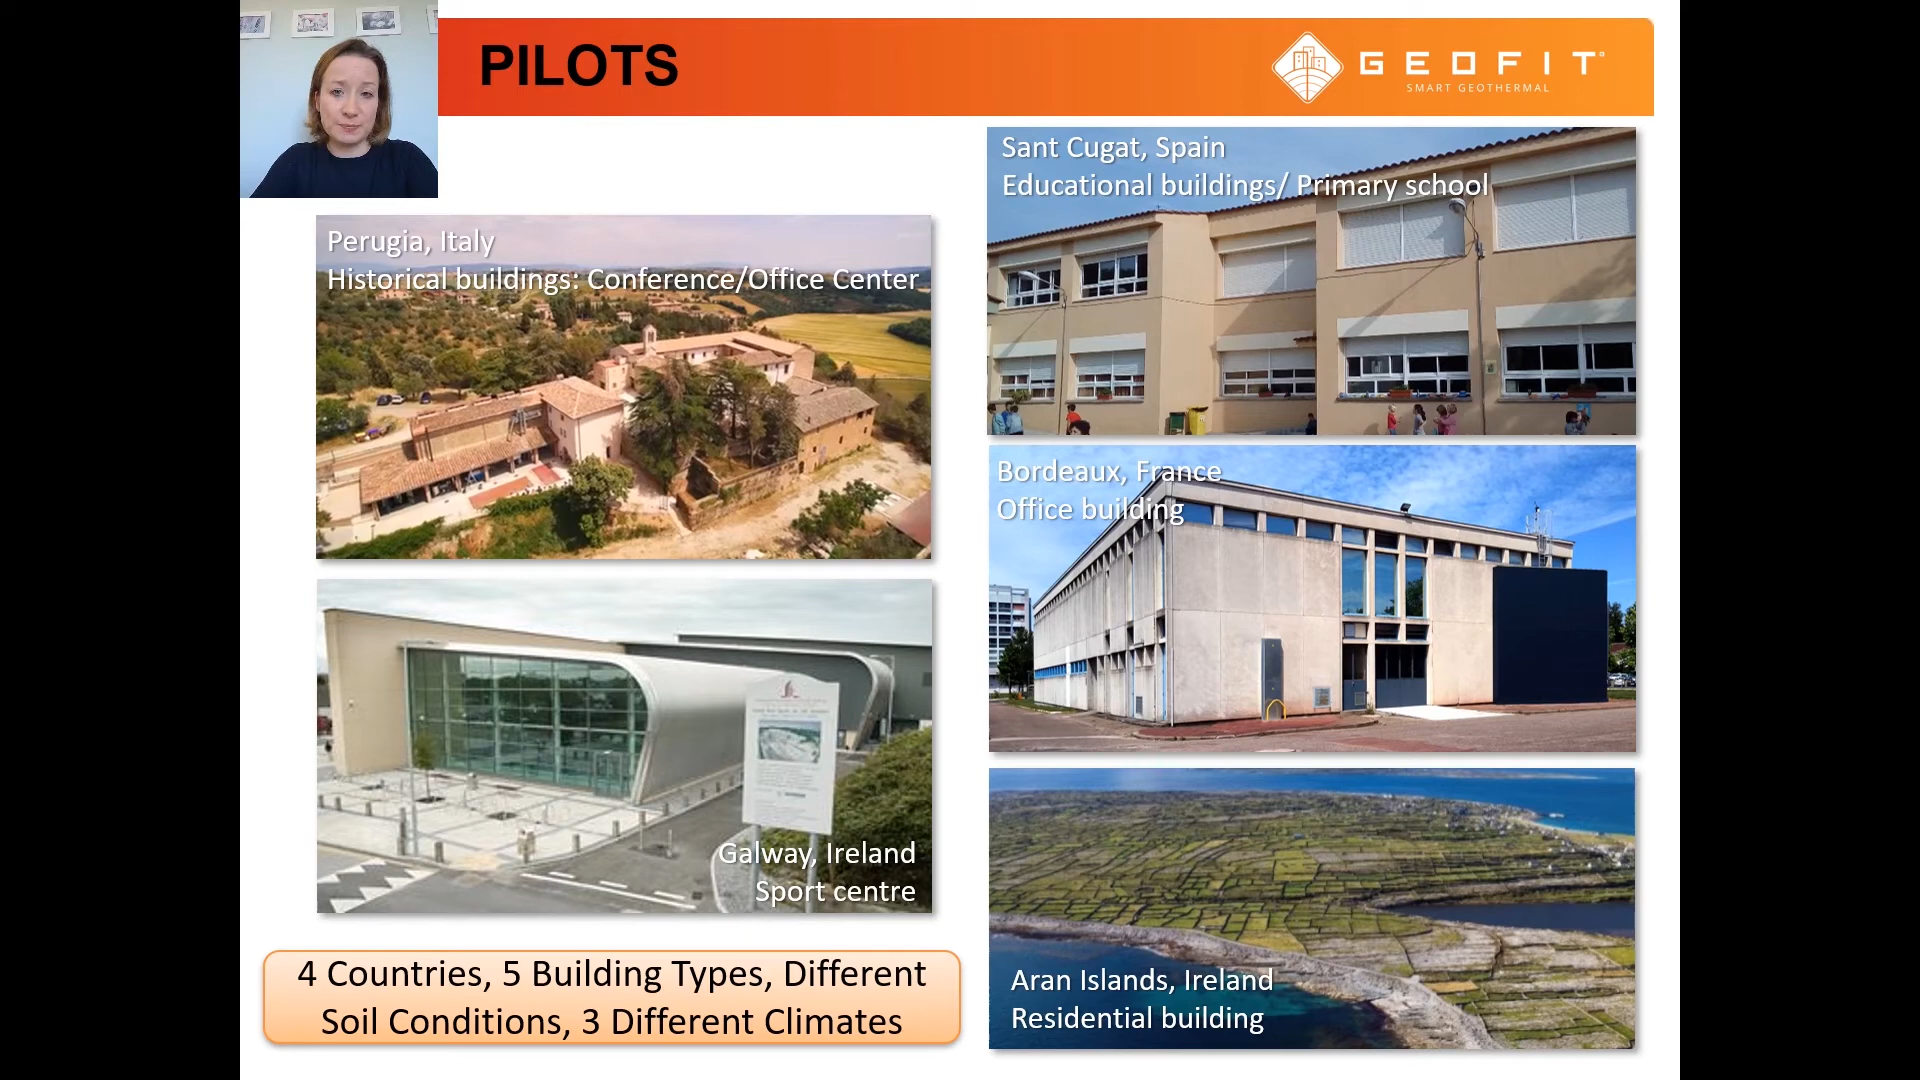 PILOTS
GEOFIT
SMART GEOTHERMAL
Sant Cugat, Spain
Educational buildings/ Primary school
Perugia, Italy
Historical buildings: Conference/Office Center
Bordeaux, France
Office building
Galway, Ireland
Sport centre
Aran Islands, Ireland
Residential building
4 Countries, 5 Building Types, Different
Soil Conditions, 3 Different Climates